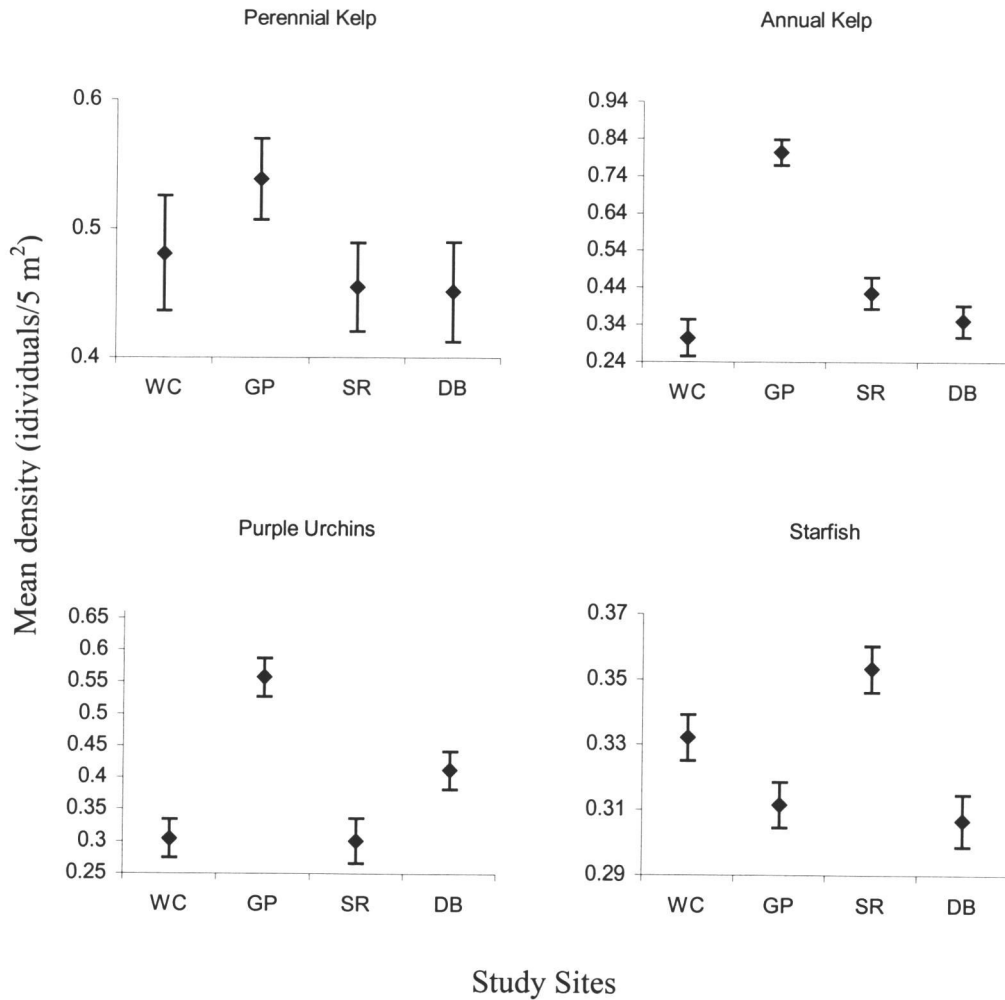 Perennial Kelp
0.6
0.5
0.4
WC GP SR DB
Annual Kelp
0.94
0.84
0.74
0.64
0.54
0.44
0.34
0.24
WC GP SR DB
Mean density (idividuals/5 m²)
Purple Urchins
0.65
0.6
0.55
0.5
0.45
0.4
0.35
0.3
0.25
WC GP SR DB
Starfish
0.37
0.35
0.33
0.31
0.29
WC GP SR DB
Study Sites